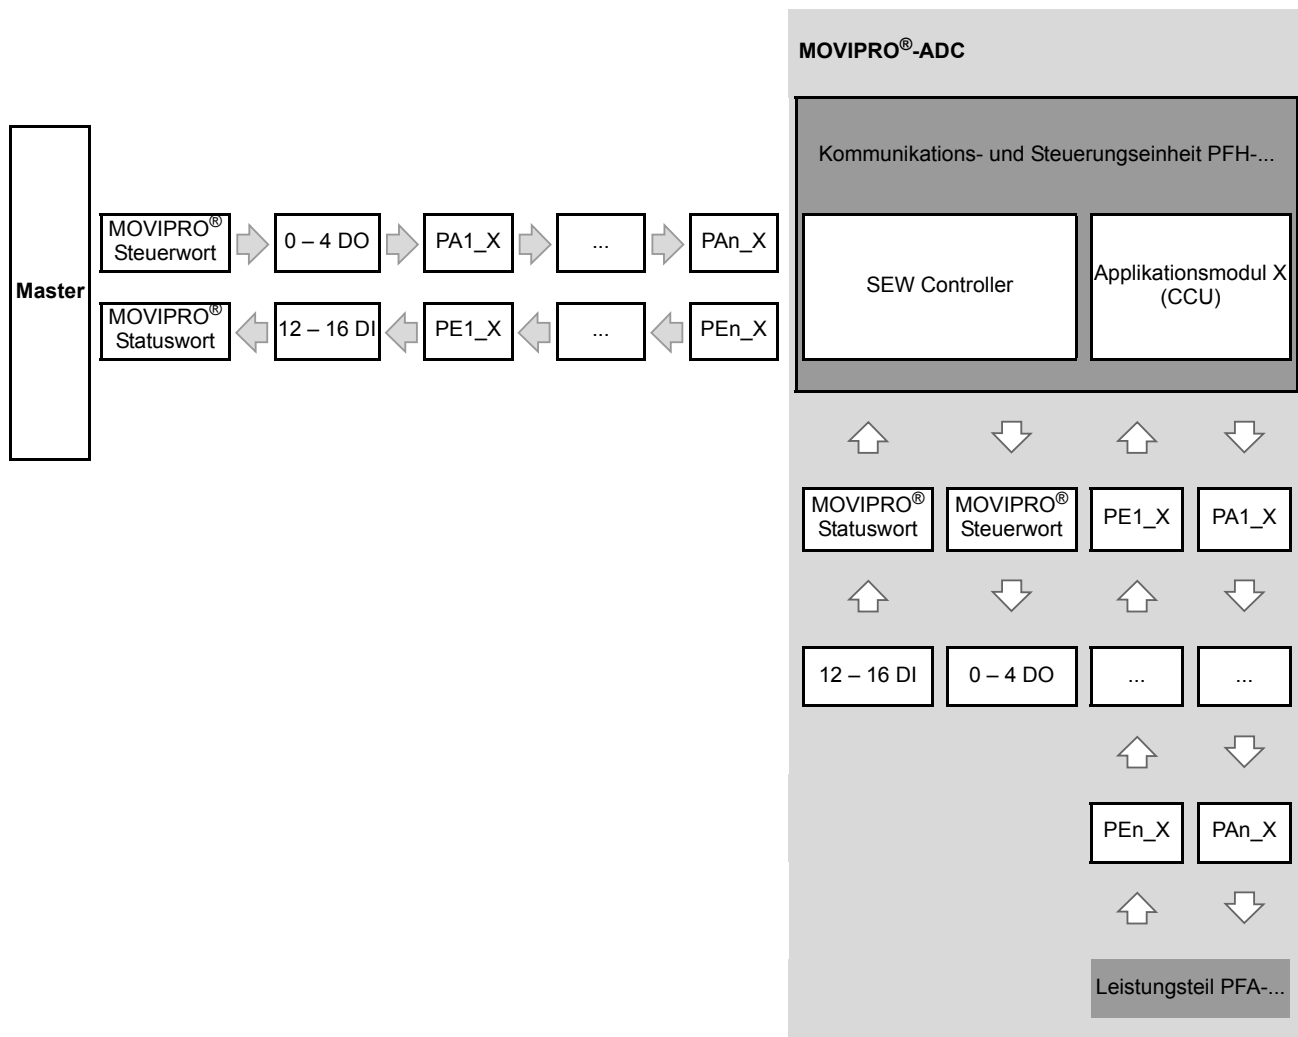 MOVIPRO®-ADC
Kommunikations- und Steuerungseinheit PFH-...
Master
MOVIPRO®
Steuerwort
0 – 4 DO
PA1_X
...
PAn_X
MOVIPRO®
Statuswort
12 – 16 DI
PE1_X
...
PEn_X
SEW Controller
Applikationsmodul X
(CCU)
MOVIPRO®
Statuswort
MOVIPRO®
Steuerwort
PE1_X
PA1_X
12 – 16 DI
0 – 4 DO
...
...
PEn_X
PAn_X
Leistungsteil PFA-...